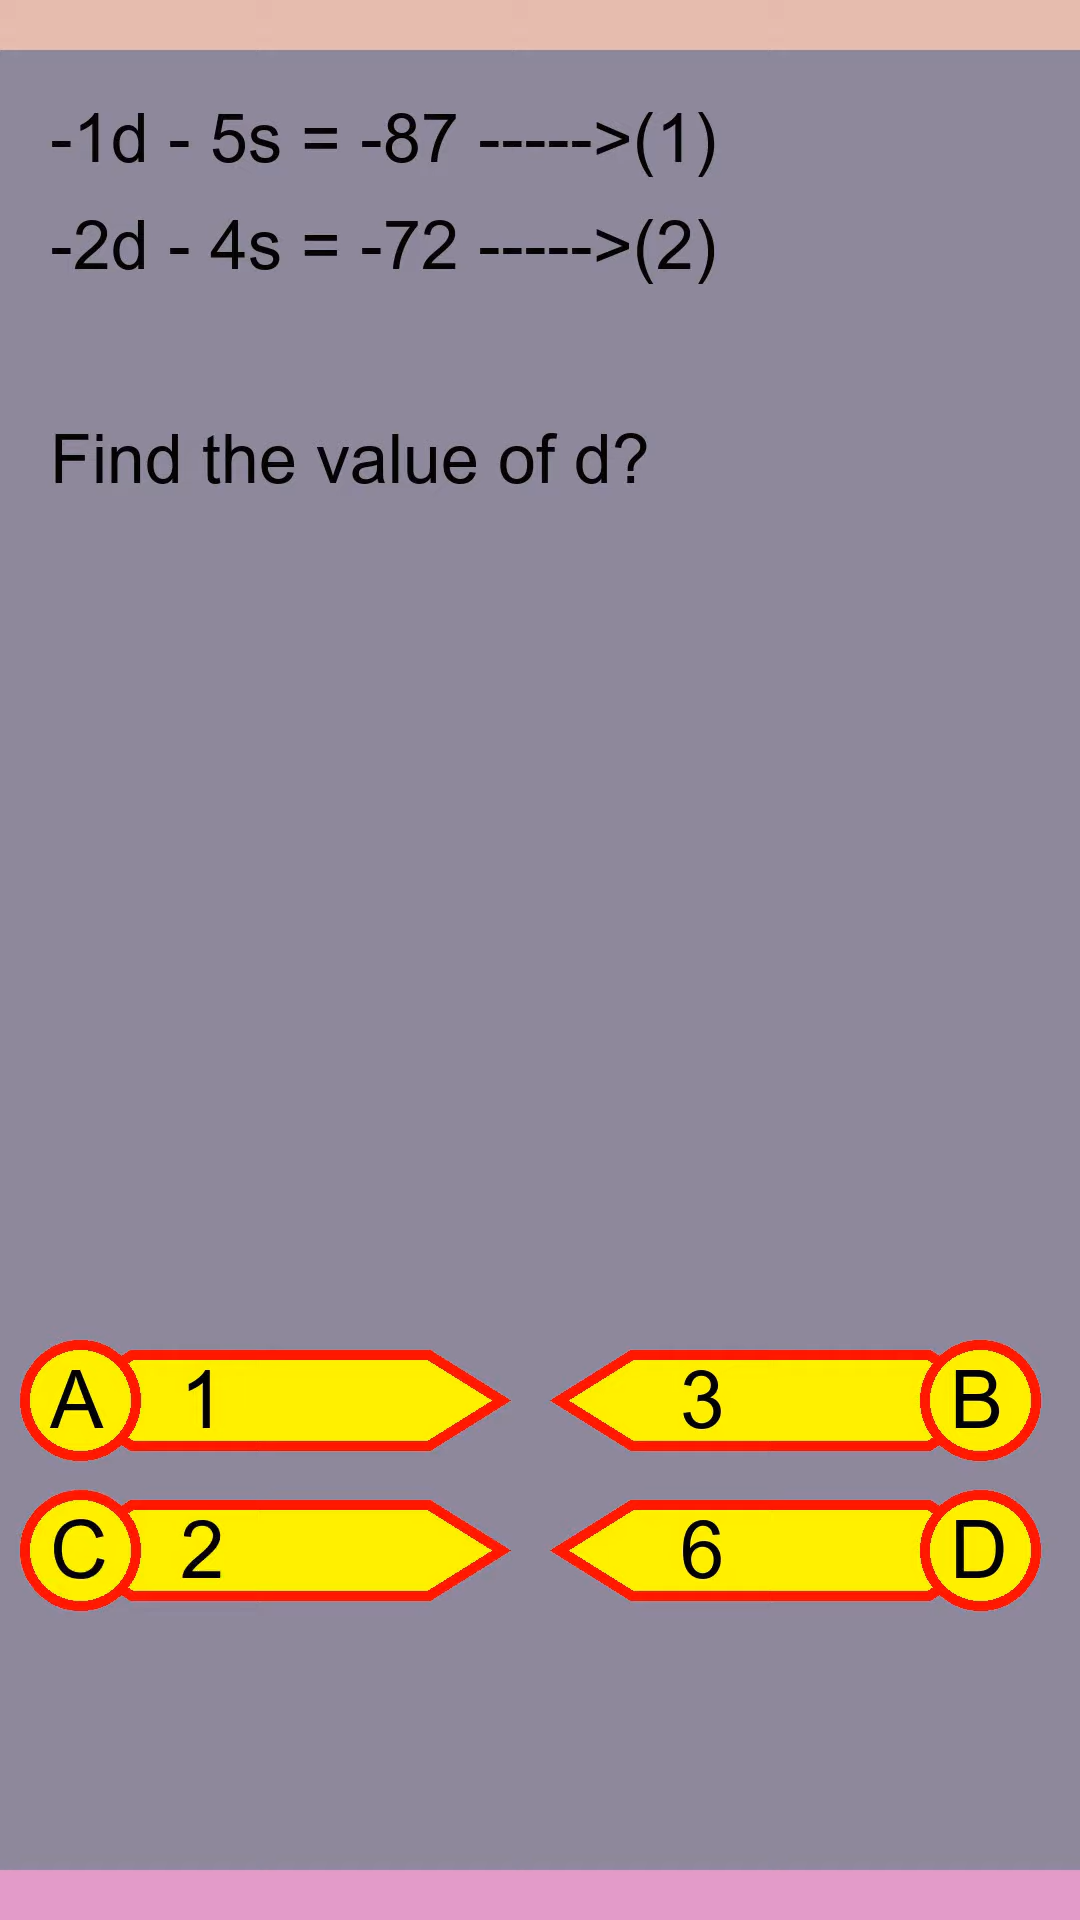 -1d - 5s = -87 ----->(1)
-2d - 4s = -72 ----->(2)
Find the value of d?
A 1
3 B
C 2
6 D